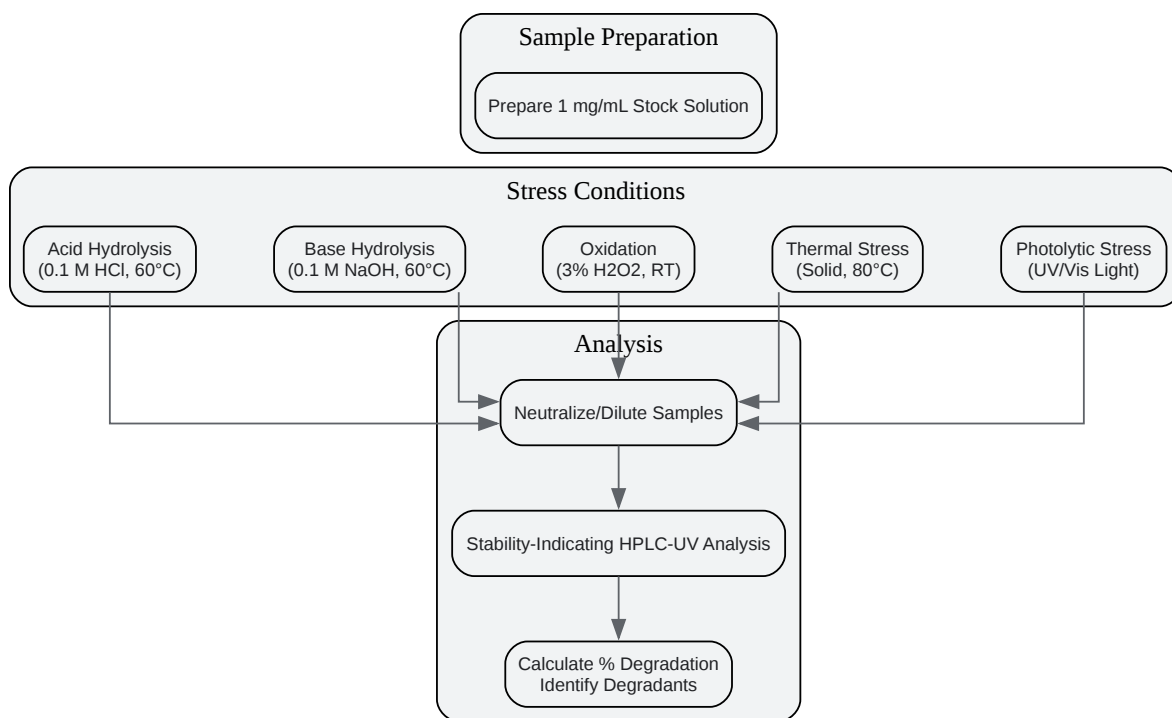 Sample Preparation
Prepare 1 mg/mL Stock Solution
Stress Conditions
Acid Hydrolysis
(0.1 M HCl, 60°C)
Base Hydrolysis
(0.1 M NaOH, 60°C)
Oxidation
(3% H2O2, RT)
Thermal Stress
(Solid, 80°C)
Photolytic Stress
(UV/Vis Light)
Analysis
Neutralize/Dilute Samples
Stability-Indicating HPLC-UV Analysis
Calculate % Degradation
Identify Degradants